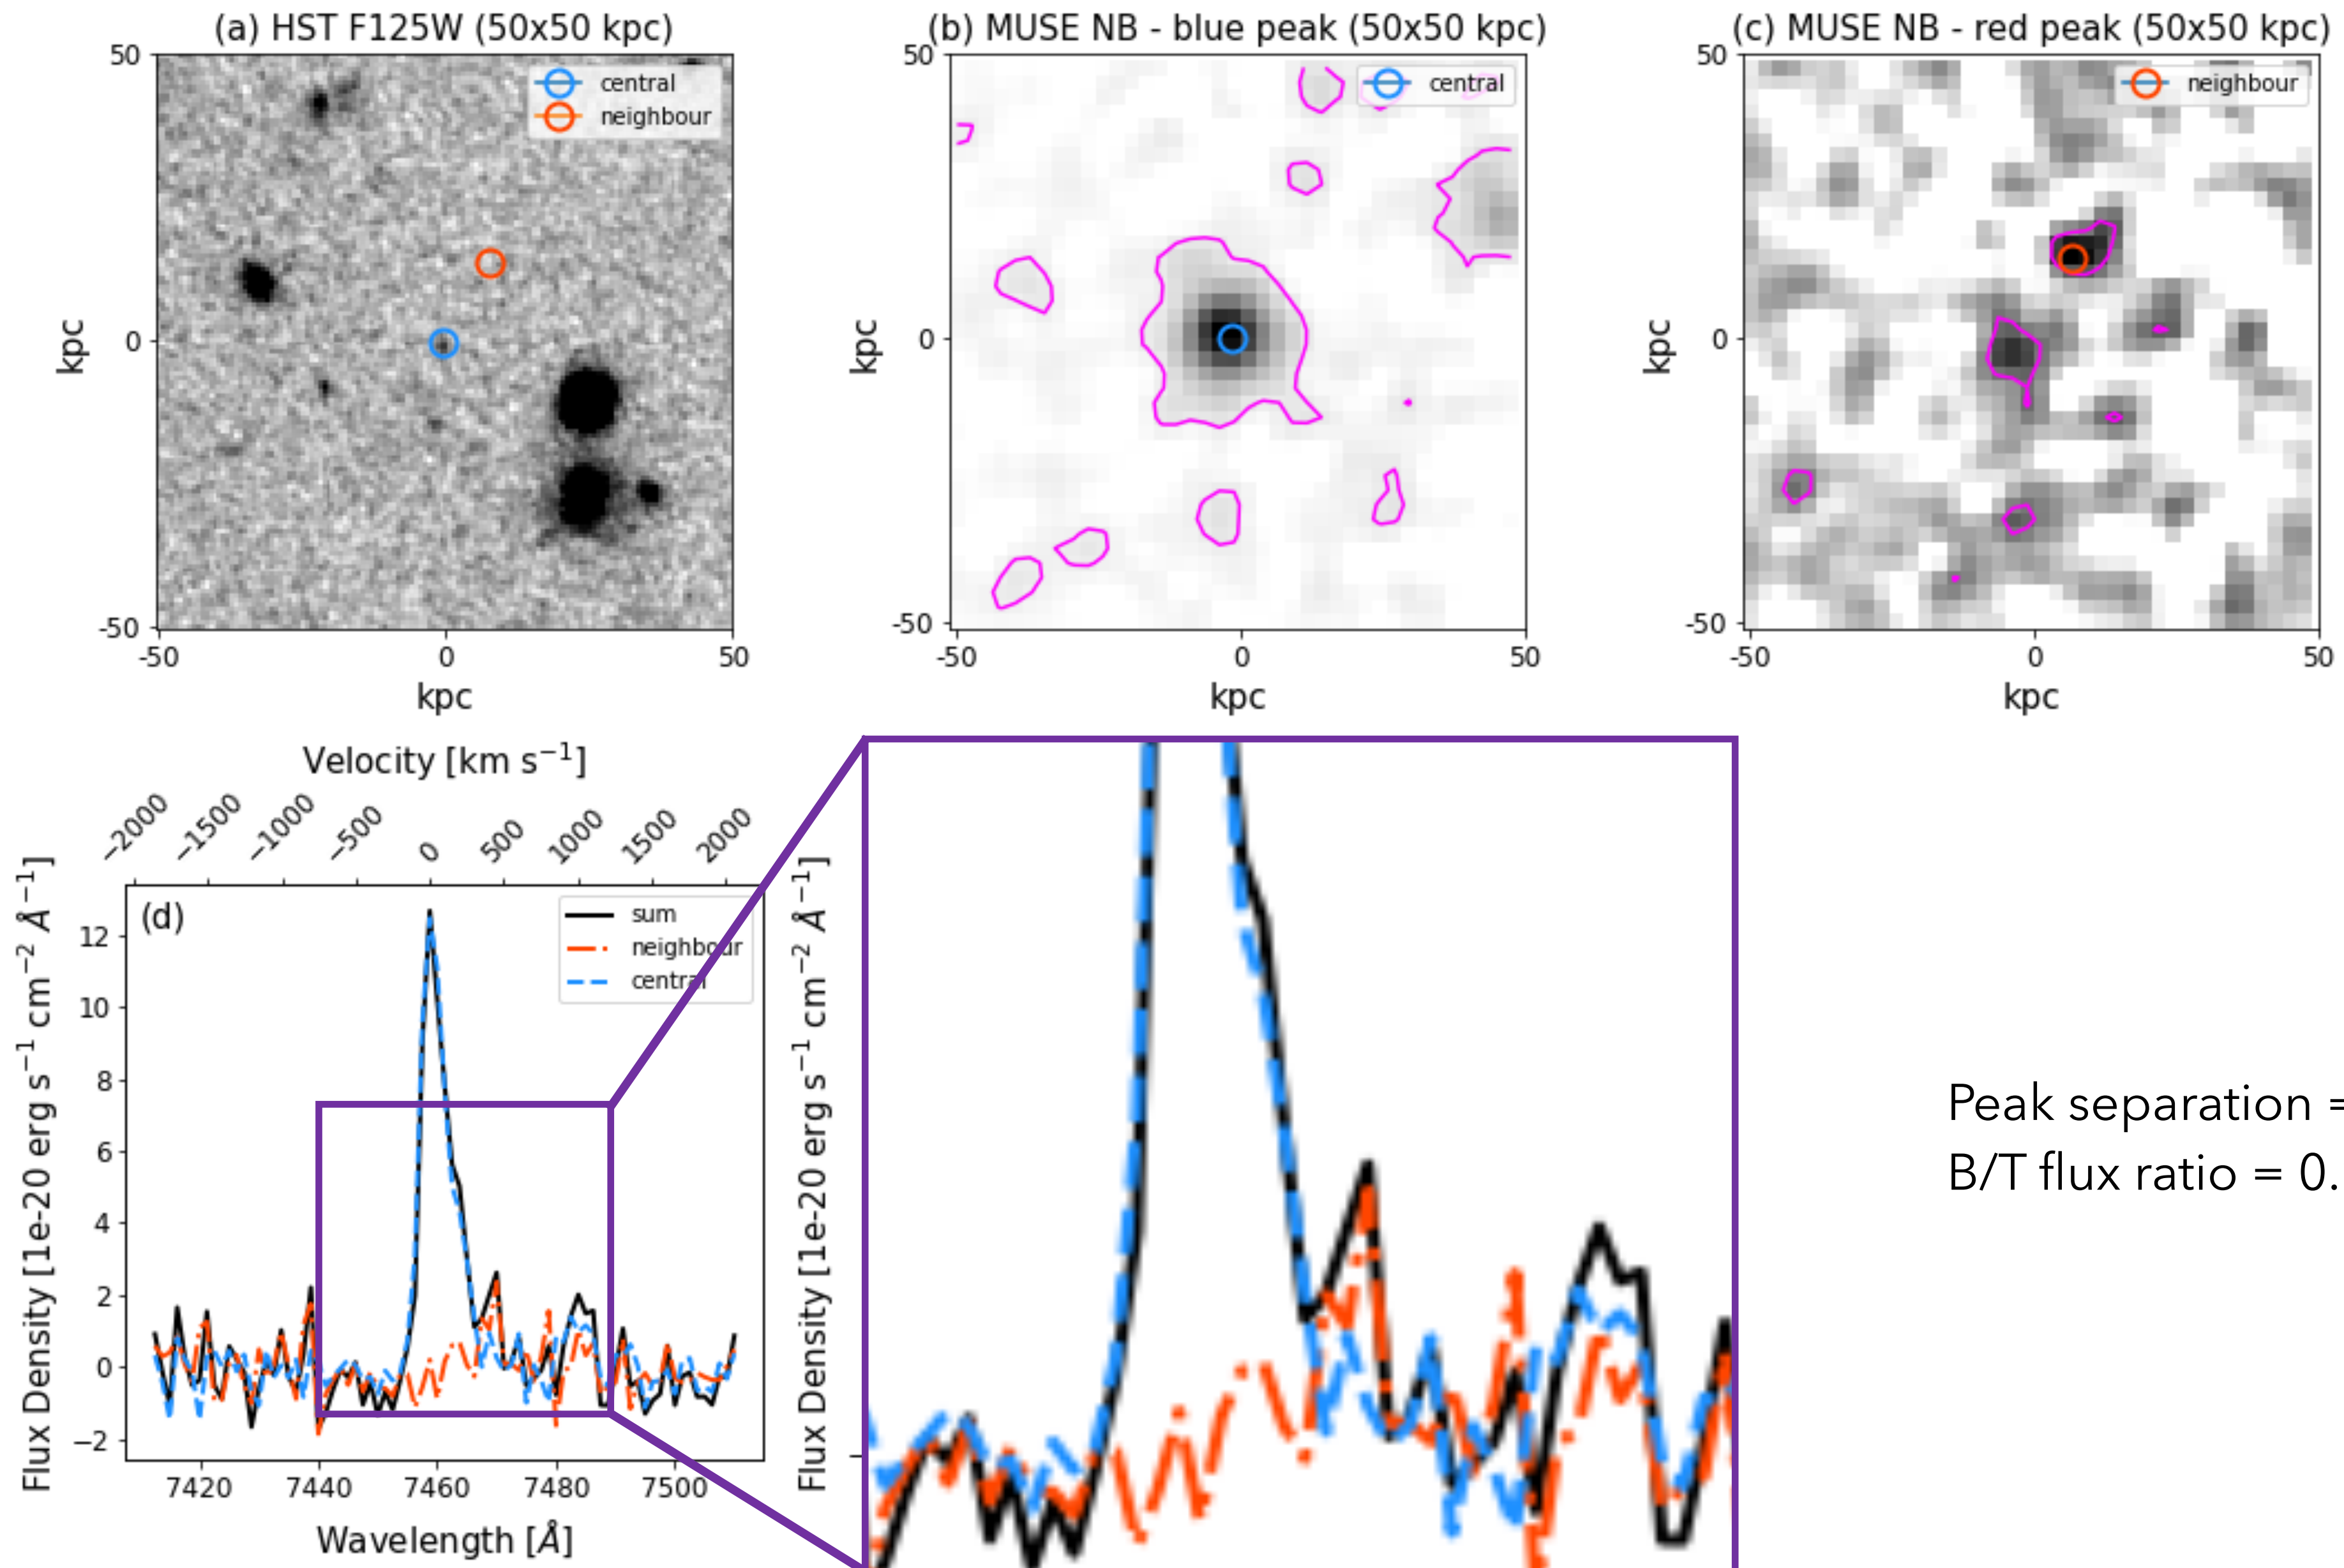 (a) HST F125W (50x50 kpc)
50
0
-50
kpc
-50 0 50
kpc
central
neighbour
(b) MUSE NB - blue peak (50x50 kpc)
50
0
-50
kpc
-50 0 50
kpc
central
(c) MUSE NB - red peak (50x50 kpc)
50
0
-50
kpc
-50 0 50
kpc
neighbour
Velocity [km s⁻¹]
−2000 −1500 −1000 −500 0 500 1000 1500 2000
(d)
sum
neighbour
central
Flux Density [1e-20 erg s⁻¹ cm⁻² Å⁻¹]
12
10
8
6
4
2
0
−2
7420 7440 7460 7480 7500
Wavelength [Å]
Flux Density [1e-20 erg s⁻¹ cm⁻² Å⁻¹]
Peak separation =
B/T flux ratio = 0.